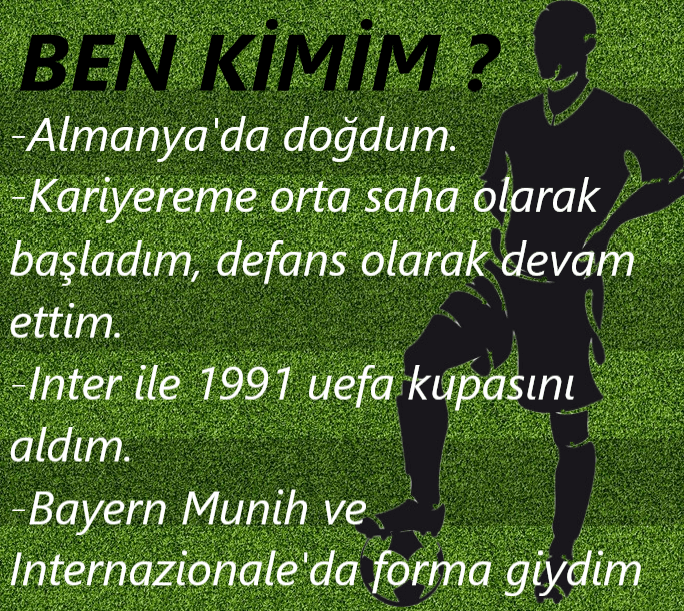 BEN KİMİM ?
-Almanya'da doğdum.
-Kariyereme orta saha olarak
başladım, defans olarak devam
ettim.
-Inter ile 1991 uefa kupasını
aldım.
-Bayern Munih ve
Internazionale'da forma giydim